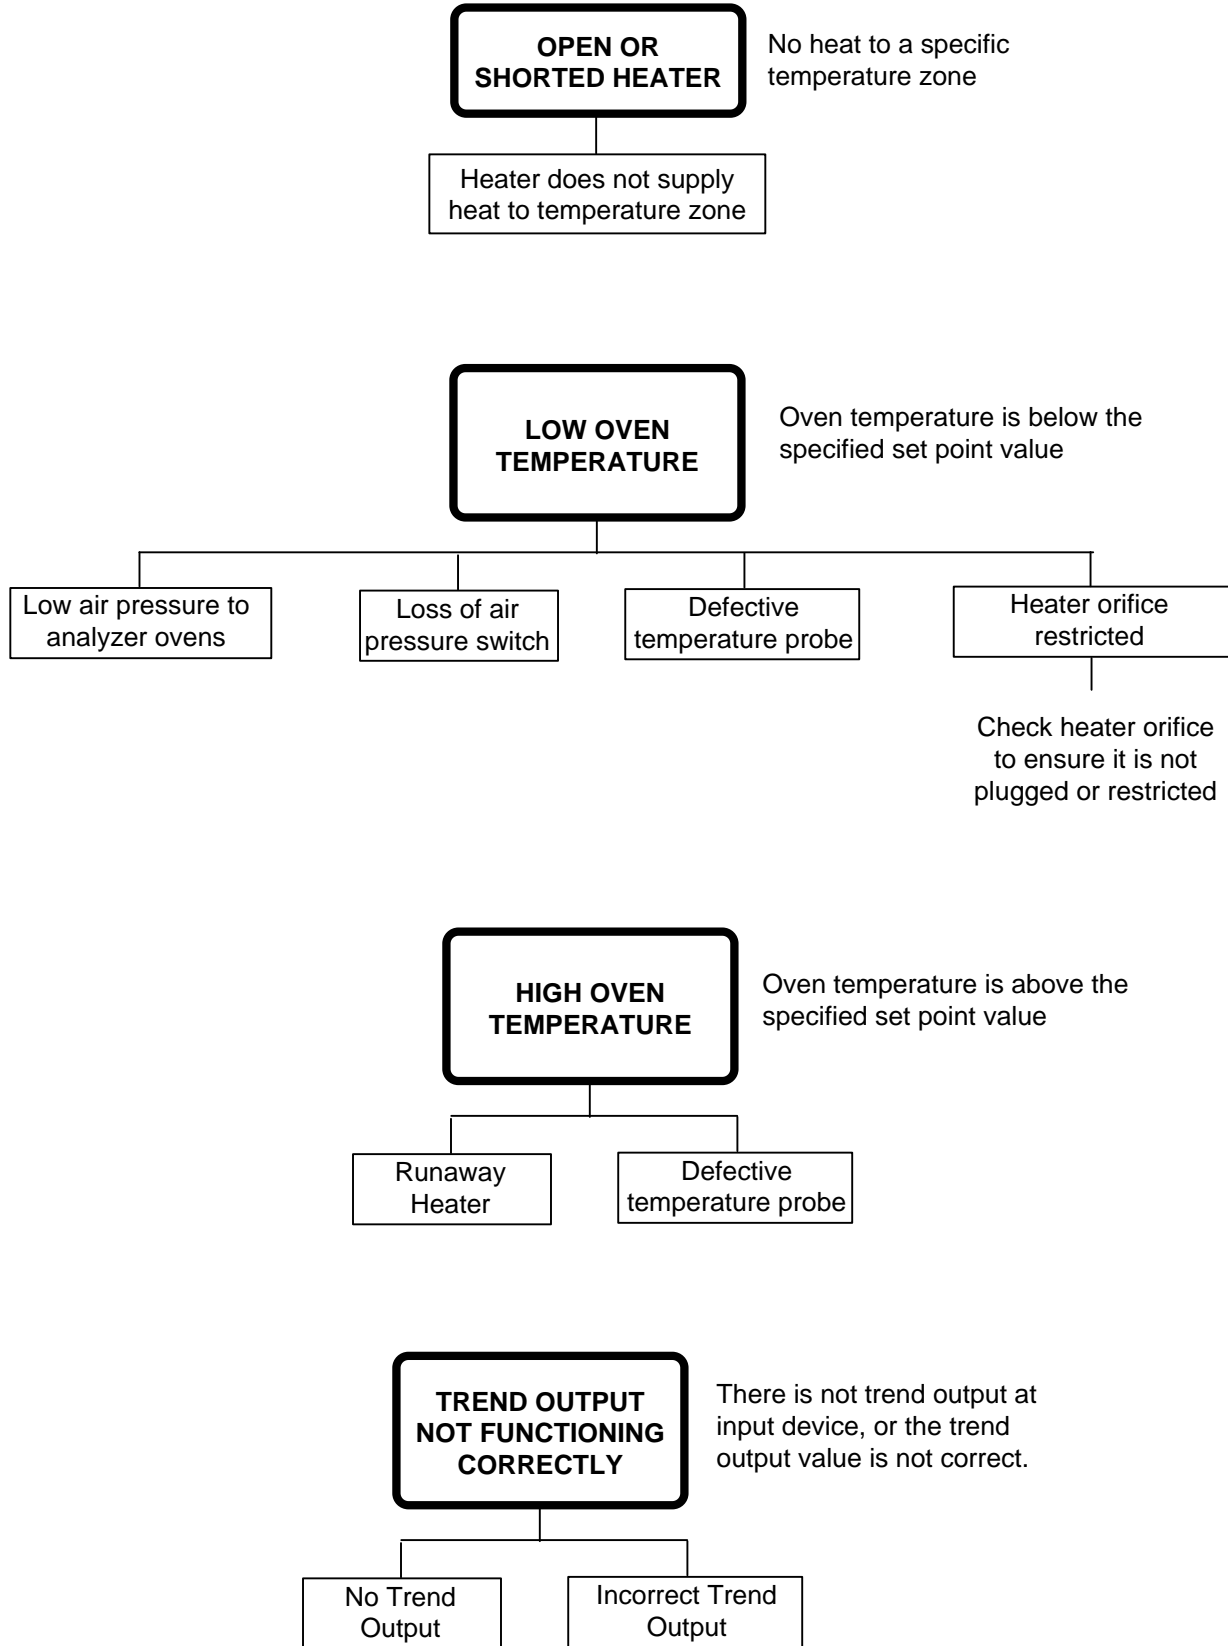 OPEN OR
SHORTED HEATER
No heat to a specific
temperature zone
Heater does not supply
heat to temperature zone
LOW OVEN
TEMPERATURE
Oven temperature is below the
specified set point value
Low air pressure to
analyzer ovens
Loss of air
pressure switch
Defective
temperature probe
Heater orifice
restricted
Check heater orifice
to ensure it is not
plugged or restricted
HIGH OVEN
TEMPERATURE
Oven temperature is above the
specified set point value
Runaway
Heater
Defective
temperature probe
TREND OUTPUT
NOT FUNCTIONING
CORRECTLY
There is not trend output at
input device, or the trend
output value is not correct.
No Trend
Output
Incorrect Trend
Output